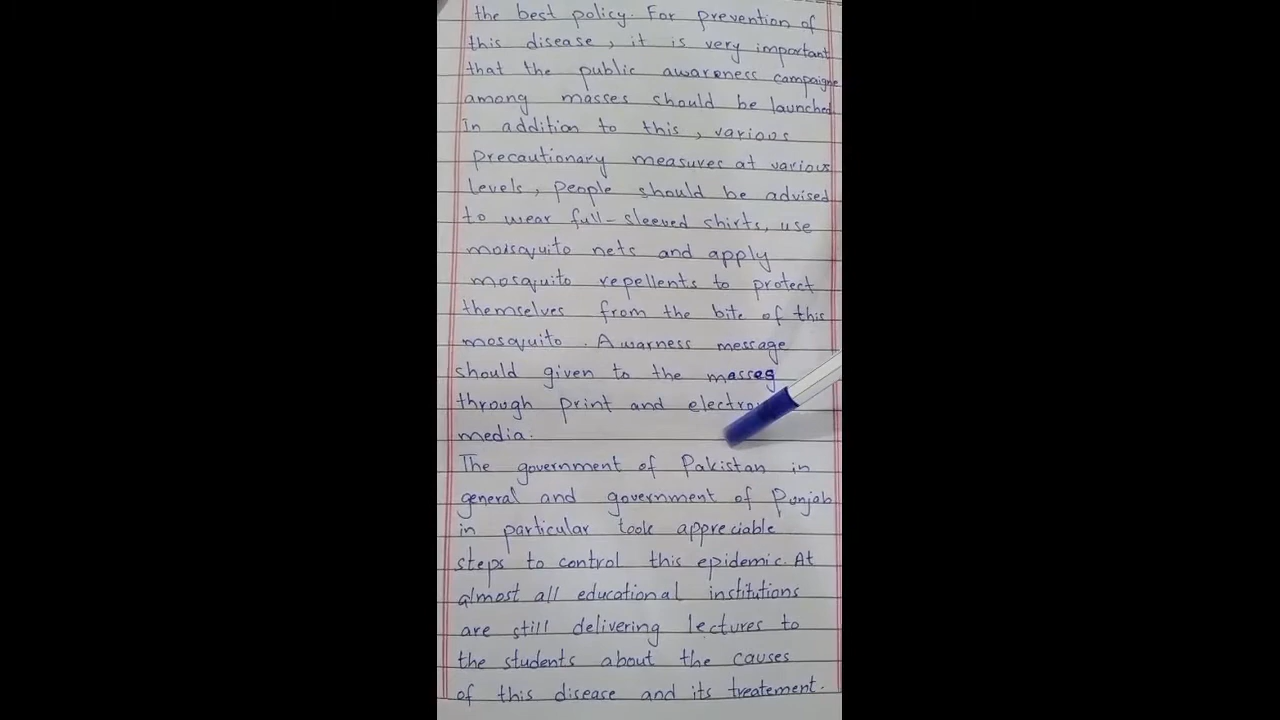 the best policy. For prevention of
this disease, it is very important
that the public awareness campaigne
among masses should be launched.
In addition to this, various
precautionary measures at various
levels, people should be advised
to wear full-sleeved shirts, use
mosquito nets and apply
mosquito repellents to protect
themselves from the bite of this
mosquito. Awarness message
should given to the masses
through print and electro
media.
The government of Pakistan in
general and government of Punjab
in particular took appreciable
steps to control this epidemic. At
almost all educational institutions
are still delivering lectures to
the students about the causes
of this disease and its treatement.